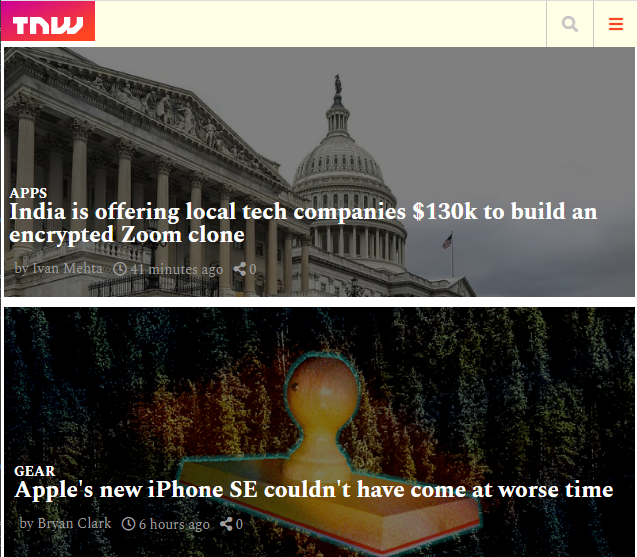 TNW
APPS
India is offering local tech companies $130k to build an
encrypted Zoom clone
by Ivan Mehta 41 minutes ago 0
GEAR
Apple's new iPhone SE couldn't have come at worse time
by Bryan Clark 6 hours ago 0